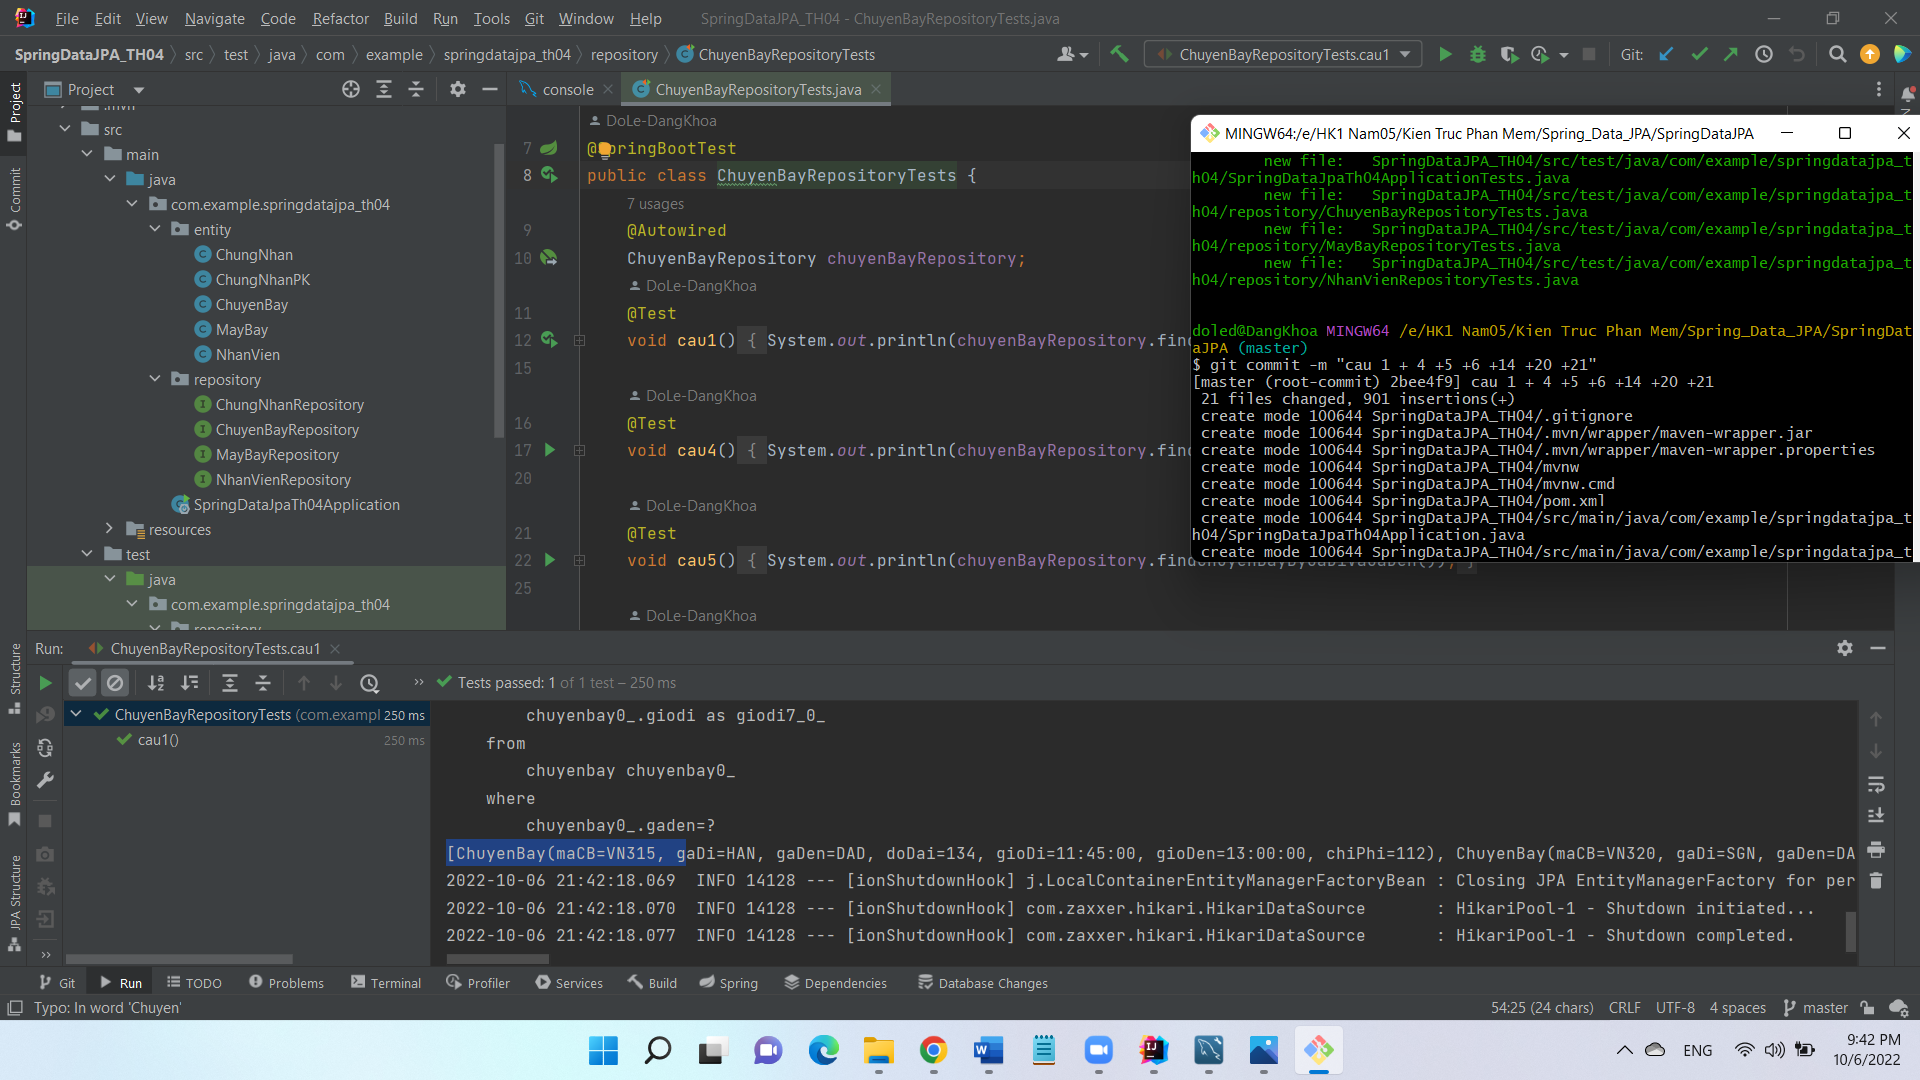 File Edit View Navigate Code Refactor Build Run Tools Git Window Help SpringDataJPA_TH04 - ChuyenBayRepositoryTests.java
SpringDataJPA_TH04 src test java com example springdatajpa_th04 repository ChuyenBayRepositoryTests ChuyenBayRepositoryTests.cau1 Git:
Project
console
ChuyenBayRepositoryTests.java
Project
Commit
Structure
Bookmarks
JPA Structure
src
main
java
com.example.springdatajpa_th04
entity
ChungNhan
ChungNhanPK
ChuyenBay
MayBay
NhanVien
repository
ChungNhanRepository
ChuyenBayRepository
MayBayRepository
NhanVienRepository
SpringDataJpaTh04Application
resources
test
java
com.example.springdatajpa_th04
DoLe-DangKhoa
7 @SpringBootTest
8 public class ChuyenBayRepositoryTests {
7 usages
9 @Autowired
10 ChuyenBayRepository chuyenBayRepository;
DoLe-DangKhoa
11 @Test
12 void cau1() { System.out.println(chuyenBayRepository.find
15
DoLe-DangKhoa
16 @Test
17 void cau4() { System.out.println(chuyenBayRepository.find
20
DoLe-DangKhoa
21 @Test
22 void cau5() { System.out.println(chuyenBayRepository.find
25
DoLe-DangKhoa
MINGW64:/e/HK1 Nam05/Kien Truc Phan Mem/Spring_Data_JPA/SpringDataJPA
new file: SpringDataJPA_TH04/src/test/java/com/example/springdatajpa_t
h04/SpringDataJpaTh04ApplicationTests.java
new file: SpringDataJPA_TH04/src/test/java/com/example/springdatajpa_t
h04/repository/ChuyenBayRepositoryTests.java
new file: SpringDataJPA_TH04/src/test/java/com/example/springdatajpa_t
h04/repository/MayBayRepositoryTests.java
new file: SpringDataJPA_TH04/src/test/java/com/example/springdatajpa_t
h04/repository/NhanVienRepositoryTests.java
doled@DangKhoa MINGW64 /e/HK1 Nam05/Kien Truc Phan Mem/Spring_Data_JPA/SpringDat
aJPA (master)
$ git commit -m "cau 1 + 4 +5 +6 +14 +20 +21"
[master (root-commit) 2bee4f9] cau 1 + 4 +5 +6 +14 +20 +21
21 files changed, 901 insertions(+)
create mode 100644 SpringDataJPA_TH04/.gitignore
create mode 100644 SpringDataJPA_TH04/.mvn/wrapper/maven-wrapper.jar
create mode 100644 SpringDataJPA_TH04/.mvn/wrapper/maven-wrapper.properties
create mode 100644 SpringDataJPA_TH04/mvnw
create mode 100644 SpringDataJPA_TH04/mvnw.cmd
create mode 100644 SpringDataJPA_TH04/pom.xml
create mode 100644 SpringDataJPA_TH04/src/main/java/com/example/springdatajpa_t
h04/SpringDataJpaTh04Application.java
create mode 100644 SpringDataJPA_TH04/src/main/java/com/example/springdatajpa_t
Run: ChuyenBayRepositoryTests.cau1
Tests passed: 1 of 1 test – 250 ms
ChuyenBayRepositoryTests (com.exampl 250 ms
cau1() 250 ms
chuyenbay0_.giodi as giodi7_0_
from
chuyenbay chuyenbay0_
where
chuyenbay0_.gaden=?
[ChuyenBay(maCB=VN315, gaDi=HAN, gaDen=DAD, doDai=134, gioDi=11:45:00, gioDen=13:00:00, chiPhi=112), ChuyenBay(maCB=VN320, gaDi=SGN, gaDen=DA
2022-10-06 21:42:18.069 INFO 14128 --- [ionShutdownHook] j.LocalContainerEntityManagerFactoryBean : Closing JPA EntityManagerFactory for per
2022-10-06 21:42:18.070 INFO 14128 --- [ionShutdownHook] com.zaxxer.hikari.HikariDataSource : HikariPool-1 - Shutdown initiated...
2022-10-06 21:42:18.077 INFO 14128 --- [ionShutdownHook] com.zaxxer.hikari.HikariDataSource : HikariPool-1 - Shutdown completed.
Git Run TODO Problems Terminal Profiler Services Build Spring Dependencies Database Changes
Typo: In word 'Chuyen' 54:25 (24 chars) CRLF UTF-8 4 spaces master
ENG
9:42 PM
10/6/2022